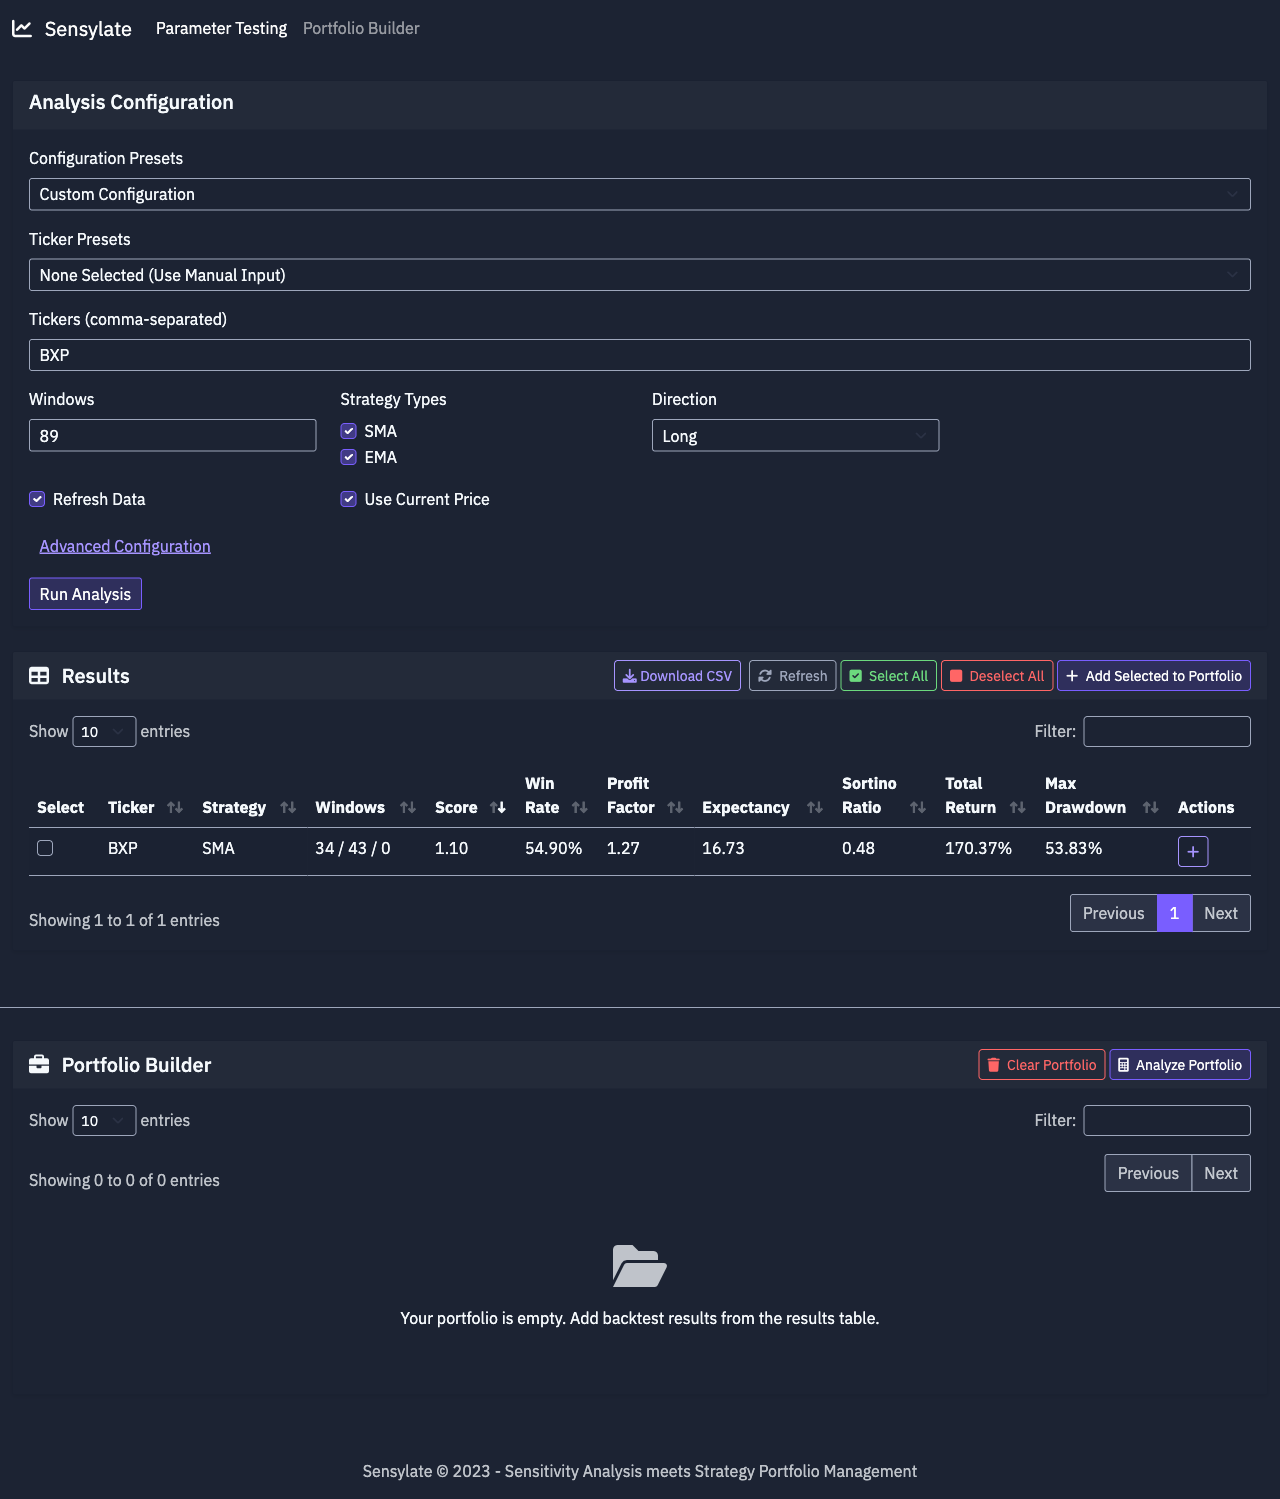 Sensylate Parameter Testing Portfolio Builder
Analysis Configuration
Configuration Presets
Custom Configuration
Ticker Presets
None Selected (Use Manual Input)
Tickers (comma-separated)
BXP
Windows Strategy Types Direction
89 SMA Long
EMA
Refresh Data Use Current Price
Advanced Configuration
Run Analysis
Results Download CSV Refresh Select All Deselect All Add Selected to Portfolio
Show 10 entries Filter:
Select Ticker Strategy Windows Score Win Rate Profit Factor Expectancy Sortino Ratio Total Return Max Drawdown Actions
BXP SMA 34 / 43 / 0 1.10 54.90% 1.27 16.73 0.48 170.37% 53.83%
Showing 1 to 1 of 1 entries Previous 1 Next
Portfolio Builder Clear Portfolio Analyze Portfolio
Show 10 entries Filter:
Showing 0 to 0 of 0 entries Previous Next
Your portfolio is empty. Add backtest results from the results table.
Sensylate © 2023 - Sensitivity Analysis meets Strategy Portfolio Management